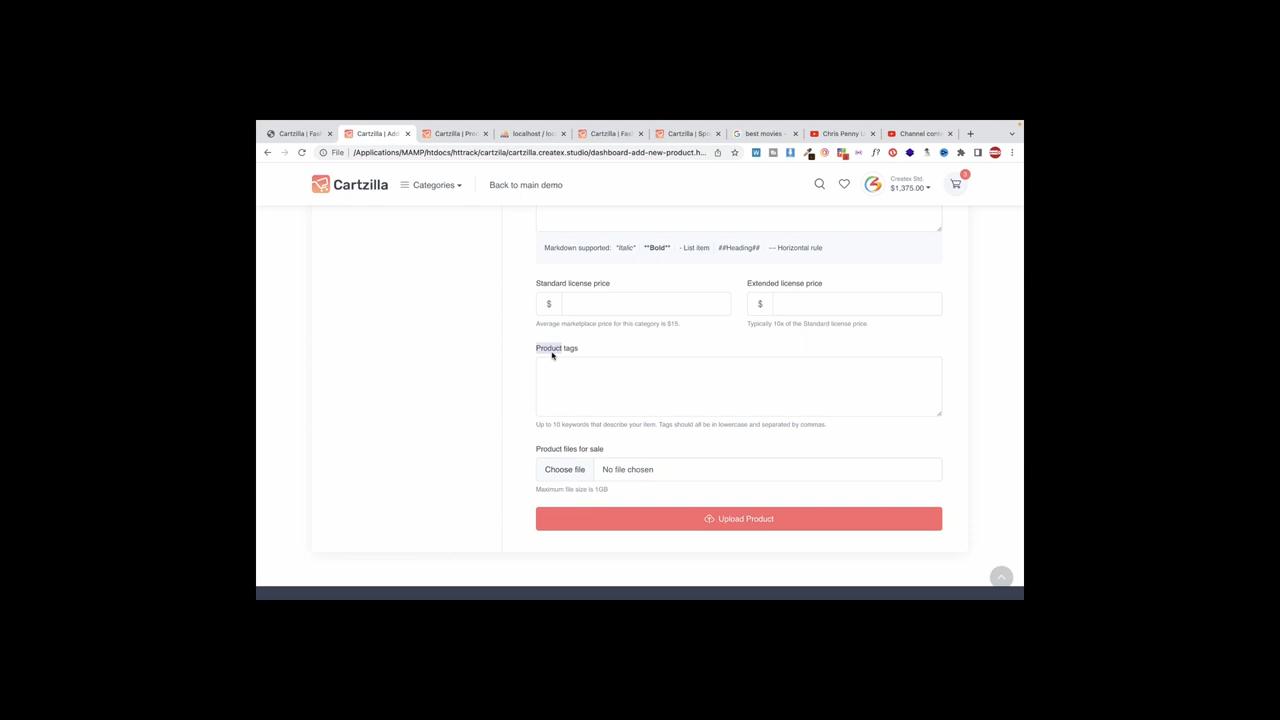 Cartzilla | Fas
Cartzilla | Add
Cartzilla | Pro
localhost / loc
Cartzilla | Fas
Cartzilla | Spo
best movies -
Chris Penny L
Channel cont
File
/Applications/MAMP/htdocs/httrack/cartzila/cartzilla.createx.studio/dashboard-add-new-product.h...
Cartzilla
Categories
Back to main demo
Createx Std.
$1,375.00
3
Markdown supported: *Italic* **Bold** - List item ##Heading## --- Horizontal rule
Standard license price
Extended license price
$
$
Average marketplace price for this category is $15.
Typically 10x of the Standard license price.
Product tags
Up to 10 keywords that describe your item. Tags should all be in lowercase and separated by commas.
Product files for sale
Choose file
No file chosen
Maximum file size is 1GB
Upload Product